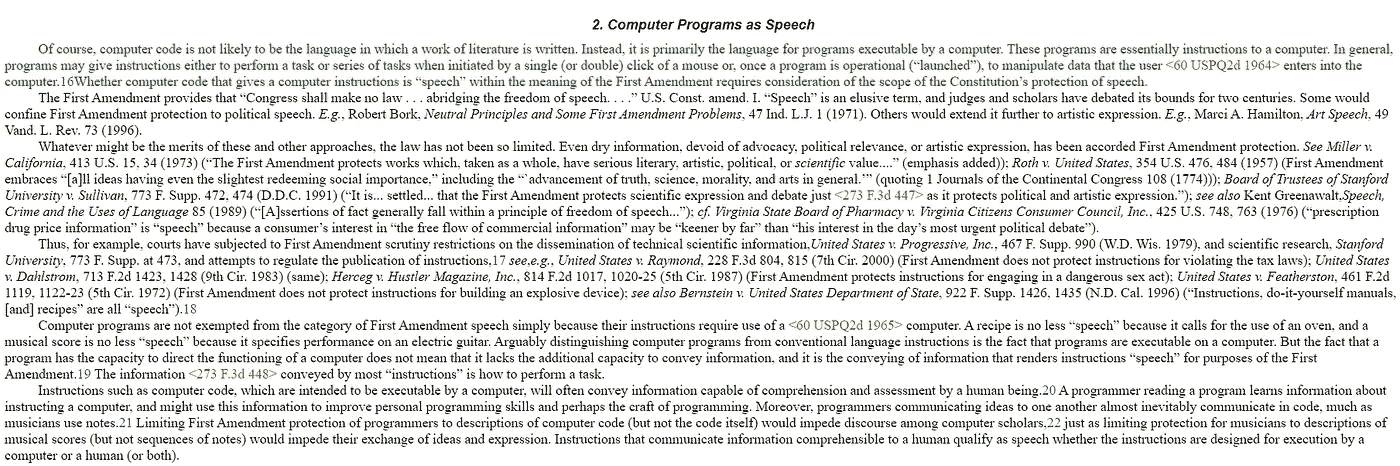 2. Computer Programs as Speech
Of course, computer code is not likely to be the language in which a work of literature is written. Instead, it is primarily the language for programs executable by a computer. These programs are essentially instructions to a computer. In general,
programs may give instructions either to perform a task or series of tasks when initiated by a single (or double) click of a mouse or, once a program is operational (“launched”), to manipulate data that the user <60 USPQ2d 1964> enters into the
computer.16Whether computer code that gives a computer instructions is “speech” within the meaning of the First Amendment requires consideration of the scope of the Constitution’s protection of speech.
The First Amendment provides that “Congress shall make no law . . . abridging the freedom of speech. . . .” U.S. Const. amend. I. “Speech” is an elusive term, and judges and scholars have debated its bounds for two centuries. Some would
confine First Amendment protection to political speech. E.g., Robert Bork, Neutral Principles and Some First Amendment Problems, 47 Ind. L.J. 1 (1971). Others would extend it further to artistic expression. E.g., Marci A. Hamilton, Art Speech, 49
Vand. L. Rev. 73 (1996).
Whatever might be the merits of these and other approaches, the law has not been so limited. Even dry information, devoid of advocacy, political relevance, or artistic expression, has been accorded First Amendment protection. See Miller v.
California, 413 U.S. 15, 34 (1973) (“The First Amendment protects works which, taken as a whole, have serious literary, artistic, political, or scientific value....” (emphasis added)); Roth v. United States, 354 U.S. 476, 484 (1957) (First Amendment
embraces “[a]ll ideas having even the slightest redeeming social importance,” including the “`advancement of truth, science, morality, and arts in general.’” (quoting 1 Journals of the Continental Congress 108 (1774))); Board of Trustees of Stanford
University v. Sullivan, 773 F. Supp. 472, 474 (D.D.C. 1991) (“It is... settled... that the First Amendment protects scientific expression and debate just <273 F.3d 447> as it protects political and artistic expression.”); see also Kent Greenawalt,Speech,
Crime and the Uses of Language 85 (1989) (“[A]ssertions of fact generally fall within a principle of freedom of speech...”); cf. Virginia State Board of Pharmacy v. Virginia Citizens Consumer Council, Inc., 425 U.S. 748, 763 (1976) (“prescription
drug price information” is “speech” because a consumer’s interest in “the free flow of commercial information” may be “keener by far” than “his interest in the day’s most urgent political debate”).
Thus, for example, courts have subjected to First Amendment scrutiny restrictions on the dissemination of technical scientific information,United States v. Progressive, Inc., 467 F. Supp. 990 (W.D. Wis. 1979), and scientific research, Stanford
University, 773 F. Supp. at 473, and attempts to regulate the publication of instructions,17 see,e.g., United States v. Raymond, 228 F.3d 804, 815 (7th Cir. 2000) (First Amendment does not protect instructions for violating the tax laws); United States
v. Dahlstrom, 713 F.2d 1423, 1428 (9th Cir. 1983) (same); Herceg v. Hustler Magazine, Inc., 814 F.2d 1017, 1020-25 (5th Cir. 1987) (First Amendment protects instructions for engaging in a dangerous sex act); United States v. Featherston, 461 F.2d
1119, 1122-23 (5th Cir. 1972) (First Amendment does not protect instructions for building an explosive device); see also Bernstein v. United States Department of State, 922 F. Supp. 1426, 1435 (N.D. Cal. 1996) (“Instructions, do-it-yourself manuals,
[and] recipes” are all “speech”).18
Computer programs are not exempted from the category of First Amendment speech simply because their instructions require use of a <60 USPQ2d 1965> computer. A recipe is no less “speech” because it calls for the use of an oven, and a
musical score is no less “speech” because it specifies performance on an electric guitar. Arguably distinguishing computer programs from conventional language instructions is the fact that programs are executable on a computer. But the fact that a
program has the capacity to direct the functioning of a computer does not mean that it lacks the additional capacity to convey information, and it is the conveying of information that renders instructions “speech” for purposes of the First
Amendment.19 The information <273 F.3d 448> conveyed by most “instructions” is how to perform a task.
Instructions such as computer code, which are intended to be executable by a computer, will often convey information capable of comprehension and assessment by a human being.20 A programmer reading a program learns information about
instructing a computer, and might use this information to improve personal programming skills and perhaps the craft of programming. Moreover, programmers communicating ideas to one another almost inevitably communicate in code, much as
musicians use notes.21 Limiting First Amendment protection of programmers to descriptions of computer code (but not the code itself) would impede discourse among computer scholars,22 just as limiting protection for musicians to descriptions of
musical scores (but not sequences of notes) would impede their exchange of ideas and expression. Instructions that communicate information comprehensible to a human qualify as speech whether the instructions are designed for execution by a
computer or a human (or both).